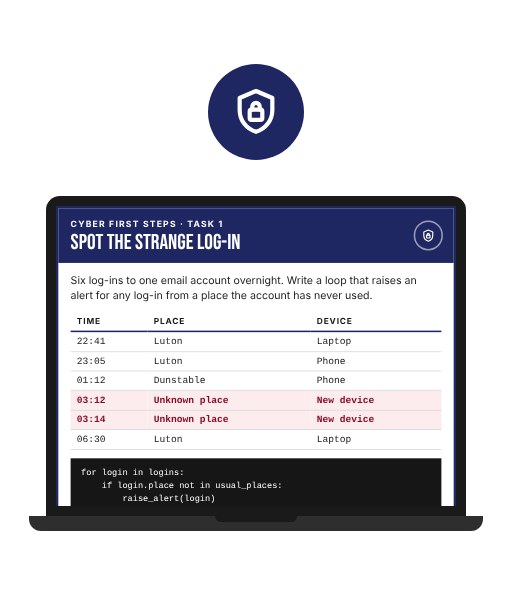 CYBER FIRST STEPS · TASK 1
SPOT THE STRANGE LOG-IN
Six log-ins to one email account overnight. Write a loop that raises an
alert for any log-in from a place the account has never used.
TIME PLACE DEVICE
22:41 Luton Laptop
23:05 Luton Phone
01:12 Dunstable Phone
03:12 Unknown place New device
03:14 Unknown place New device
06:30 Luton Laptop
for login in logins:
    if login.place not in usual_places:
        raise_alert(login)